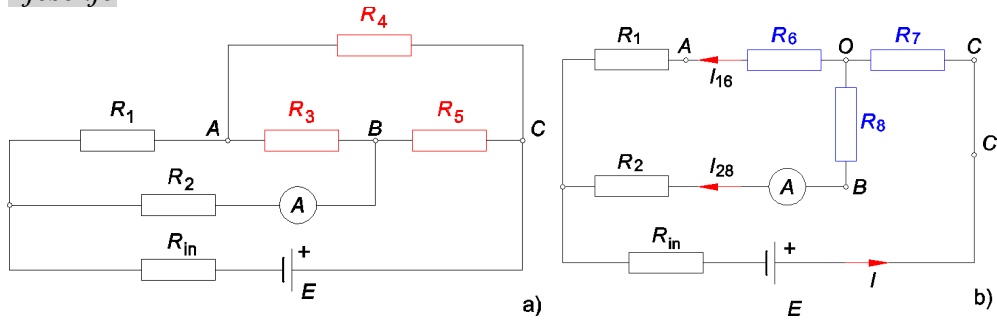 R4
R1 A R3 B R5 C
R2
A
Rin
+
E
a)
R1 A R6 O R7 C
I16
R8
C
R2 I28
A B
Rin
+
E I
b)